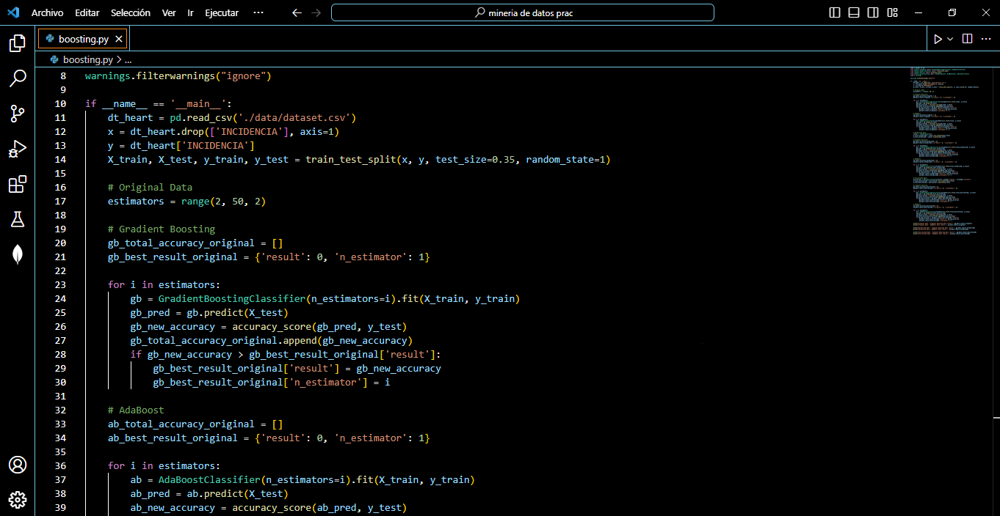 Archivo Editar Selección Ver Ir Ejecutar ··· mineria de datos prac
boosting.py
boosting.py > ...
8 warnings.filterwarnings("ignore")
9
10 if __name__ == '__main__':
11 dt_heart = pd.read_csv('./data/dataset.csv')
12 x = dt_heart.drop(['INCIDENCIA'], axis=1)
13 y = dt_heart['INCIDENCIA']
14 X_train, X_test, y_train, y_test = train_test_split(x, y, test_size=0.35, random_state=1)
15
16 # Original Data
17 estimators = range(2, 50, 2)
18
19 # Gradient Boosting
20 gb_total_accuracy_original = []
21 gb_best_result_original = {'result': 0, 'n_estimator': 1}
22
23 for i in estimators:
24 gb = GradientBoostingClassifier(n_estimators=i).fit(X_train, y_train)
25 gb_pred = gb.predict(X_test)
26 gb_new_accuracy = accuracy_score(gb_pred, y_test)
27 gb_total_accuracy_original.append(gb_new_accuracy)
28 if gb_new_accuracy > gb_best_result_original['result']:
29 gb_best_result_original['result'] = gb_new_accuracy
30 gb_best_result_original['n_estimator'] = i
31
32 # AdaBoost
33 ab_total_accuracy_original = []
34 ab_best_result_original = {'result': 0, 'n_estimator': 1}
35
36 for i in estimators:
37 ab = AdaBoostClassifier(n_estimators=i).fit(X_train, y_train)
38 ab_pred = ab.predict(X_test)
39 ab_new_accuracy = accuracy_score(ab_pred, y_test)